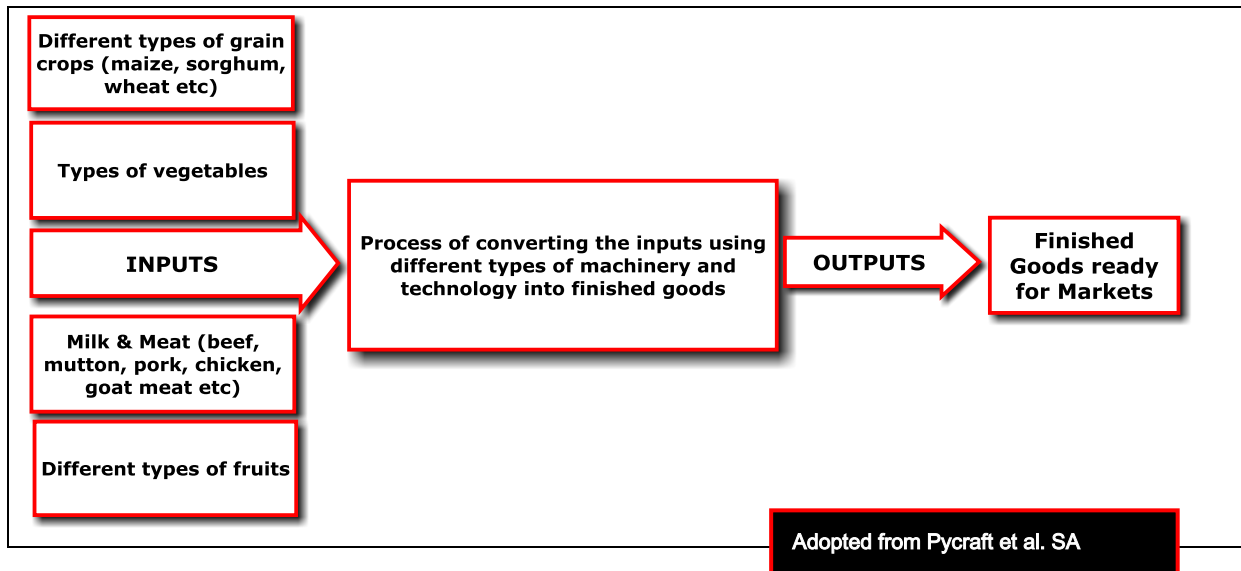 Different types of grain
crops (maize, sorghum,
wheat etc)
Types of vegetables
INPUTS
Milk & Meat (beef,
mutton, pork, chicken,
goat meat etc)
Different types of fruits
Process of converting the inputs using
different types of machinery and
technology into finished goods
OUTPUTS
Finished
Goods ready
for Markets
Adopted from Pycraft et al. SA